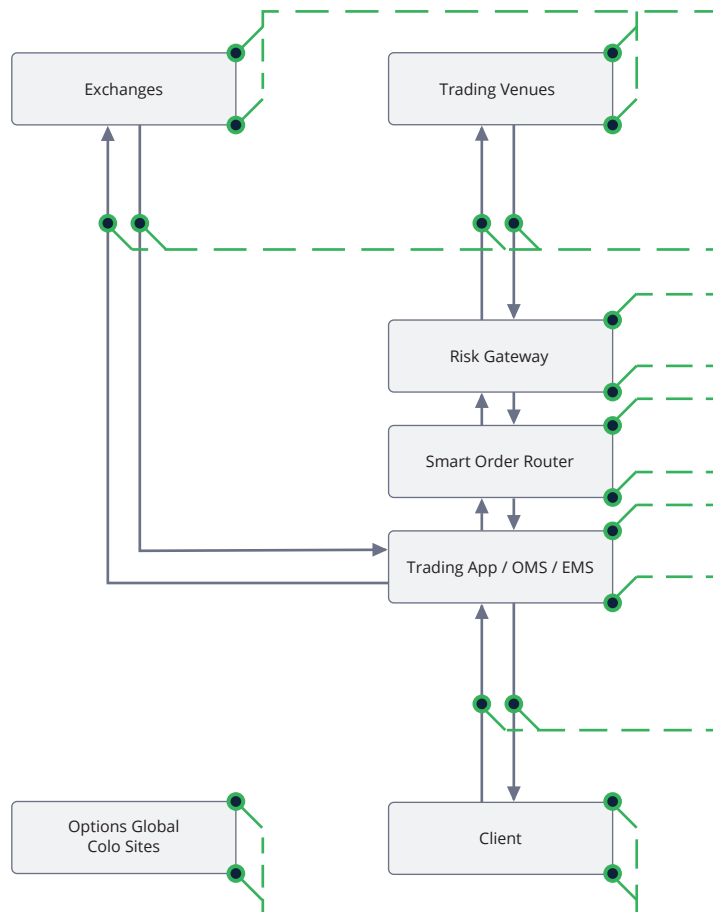 Exchanges
Trading Venues
Risk Gateway
Smart Order Router
Trading App / OMS / EMS
Options Global
Colo Sites
Client